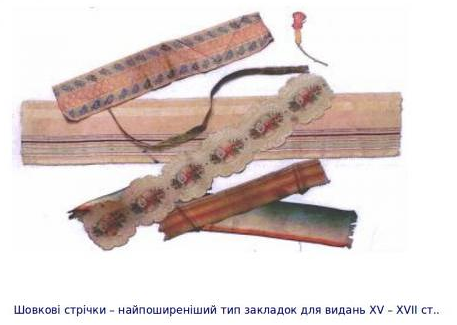 Шовкові стрічки – найпоширеніший тип закладок для видань XV – XVII ст..